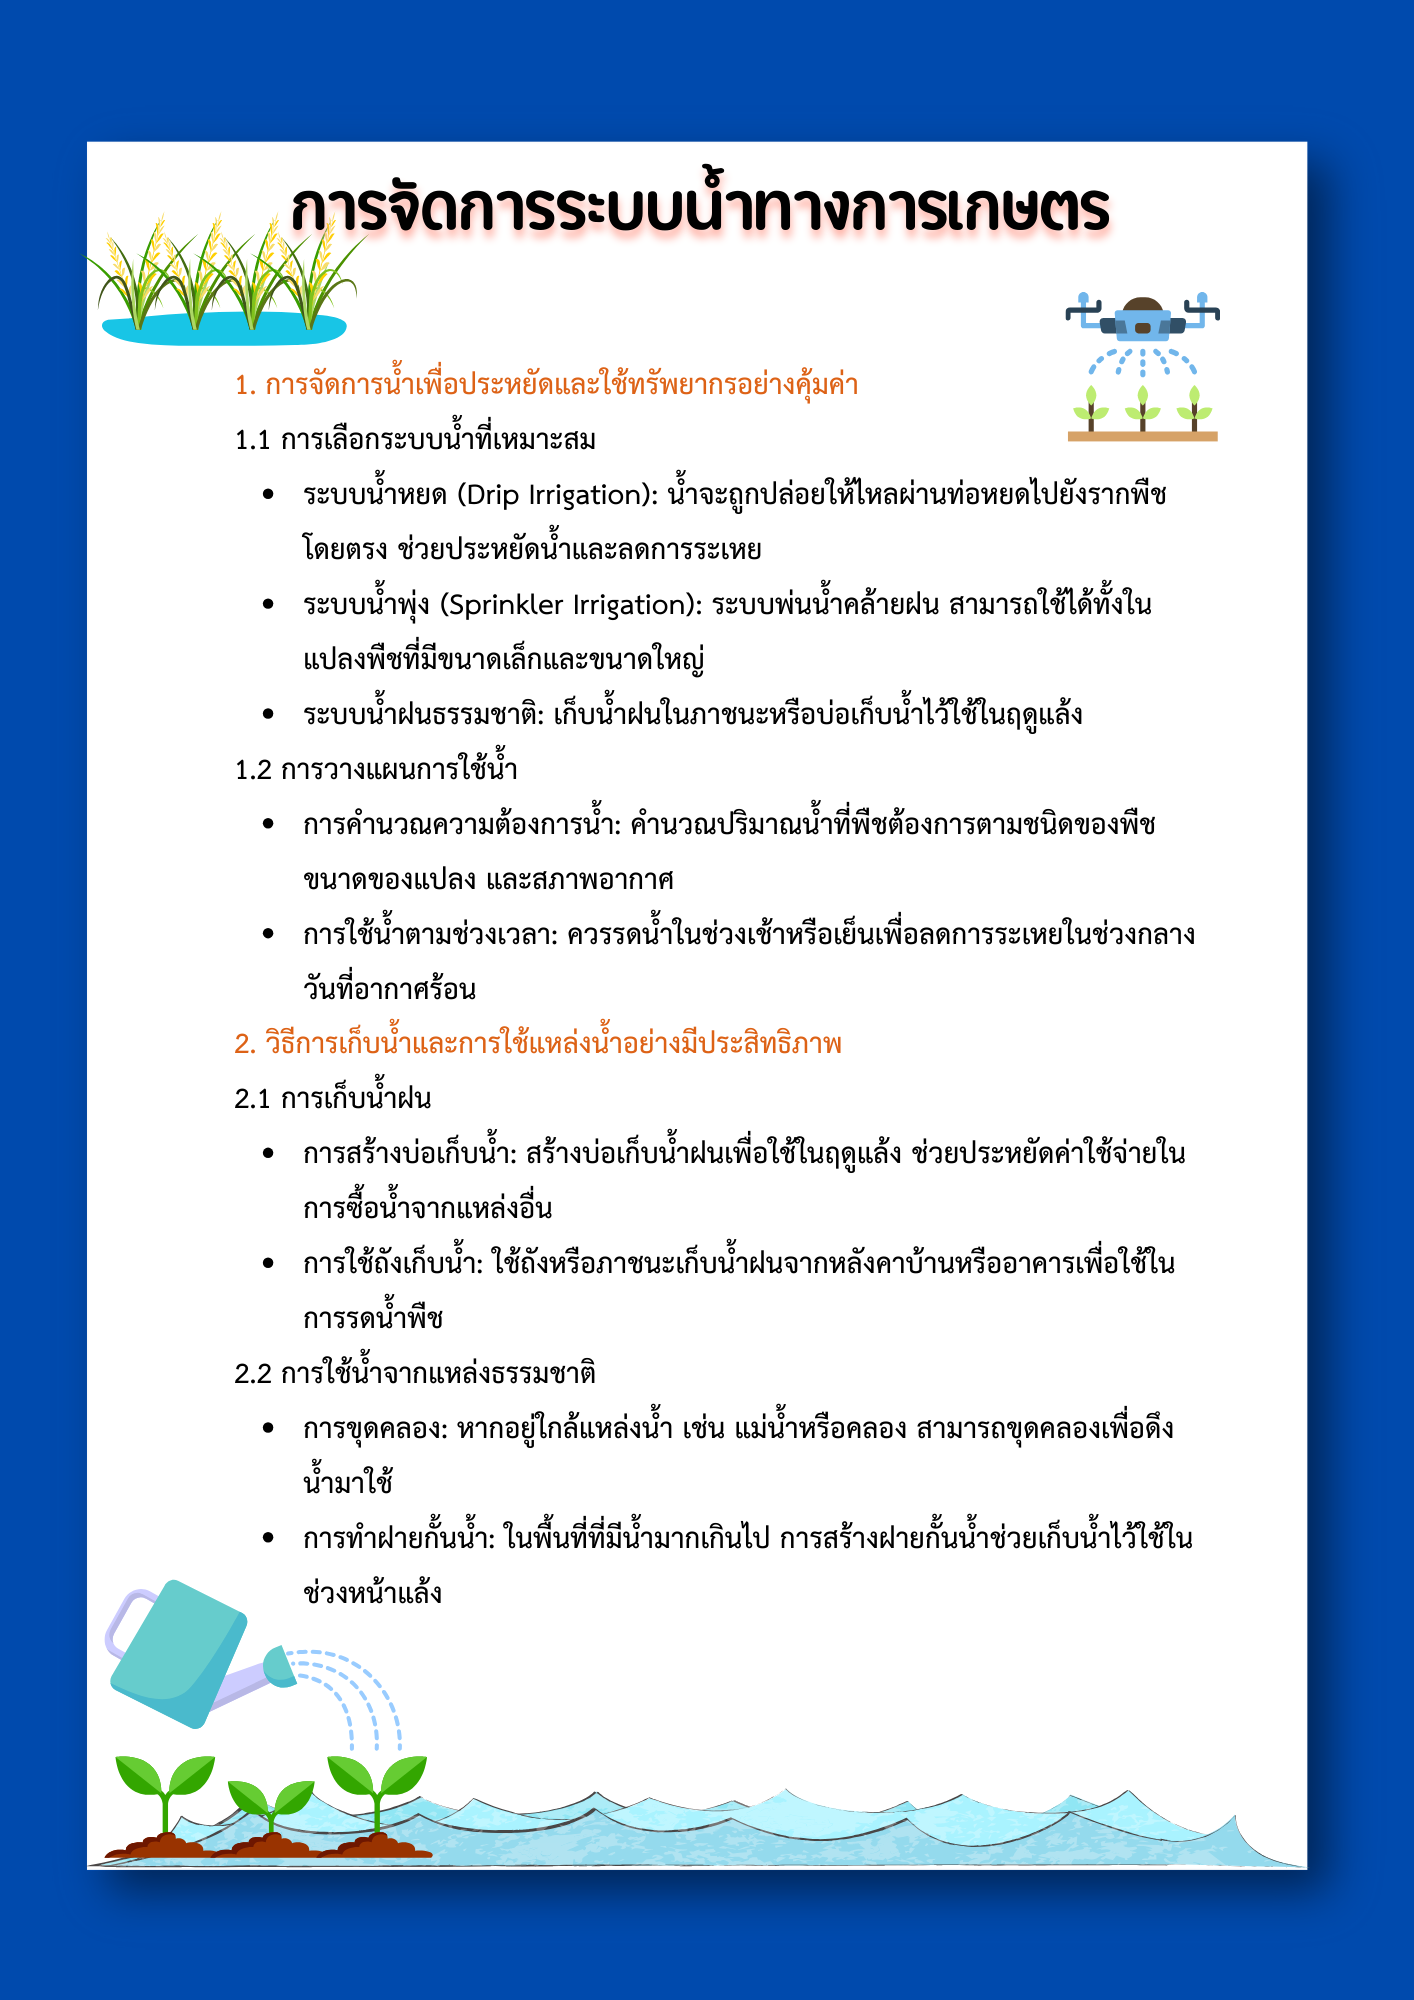 การจัดการระบบน้ำทางการเกษตร
1. การจัดการน้ำเพื่อประหยัดและใช้ทรัพยากรอย่างคุ้มค่า
1.1 การเลือกระบบน้ำที่เหมาะสม
• ระบบน้ำหยด (Drip Irrigation): น้ำจะถูกปล่อยให้ไหลผ่านท่อหยดไปยังรากพืช
โดยตรง ช่วยประหยัดน้ำและลดการระเหย
• ระบบน้ำพุ่ง (Sprinkler Irrigation): ระบบพ่นน้ำคล้ายฝน สามารถใช้ได้ทั้งใน
แปลงพืชที่มีขนาดเล็กและขนาดใหญ่
• ระบบน้ำฝนธรรมชาติ: เก็บน้ำฝนในภาชนะหรือบ่อเก็บน้ำไว้ใช้ในฤดูแล้ง
1.2 การวางแผนการใช้น้ำ
• การคำนวณความต้องการน้ำ: คำนวณปริมาณน้ำที่พืชต้องการตามชนิดของพืช
ขนาดของแปลง และสภาพอากาศ
• การใช้น้ำตามช่วงเวลา: ควรรดน้ำในช่วงเช้าหรือเย็นเพื่อลดการระเหยในช่วงกลาง
วันที่อากาศร้อน
2. วิธีการเก็บน้ำและการใช้แหล่งน้ำอย่างมีประสิทธิภาพ
2.1 การเก็บน้ำฝน
• การสร้างบ่อเก็บน้ำ: สร้างบ่อเก็บน้ำฝนเพื่อใช้ในฤดูแล้ง ช่วยประหยัดค่าใช้จ่ายใน
การซื้อน้ำจากแหล่งอื่น
• การใช้ถังเก็บน้ำ: ใช้ถังหรือภาชนะเก็บน้ำฝนจากหลังคาบ้านหรืออาคารเพื่อใช้ใน
การรดน้ำพืช
2.2 การใช้น้ำจากแหล่งธรรมชาติ
• การขุดคลอง: หากอยู่ใกล้แหล่งน้ำ เช่น แม่น้ำหรือคลอง สามารถขุดคลองเพื่อดึง
น้ำมาใช้
• การทำฝายกั้นน้ำ: ในพื้นที่ที่มีน้ำมากเกินไป การสร้างฝายกั้นน้ำช่วยเก็บน้ำไว้ใช้ใน
ช่วงหน้าแล้ง